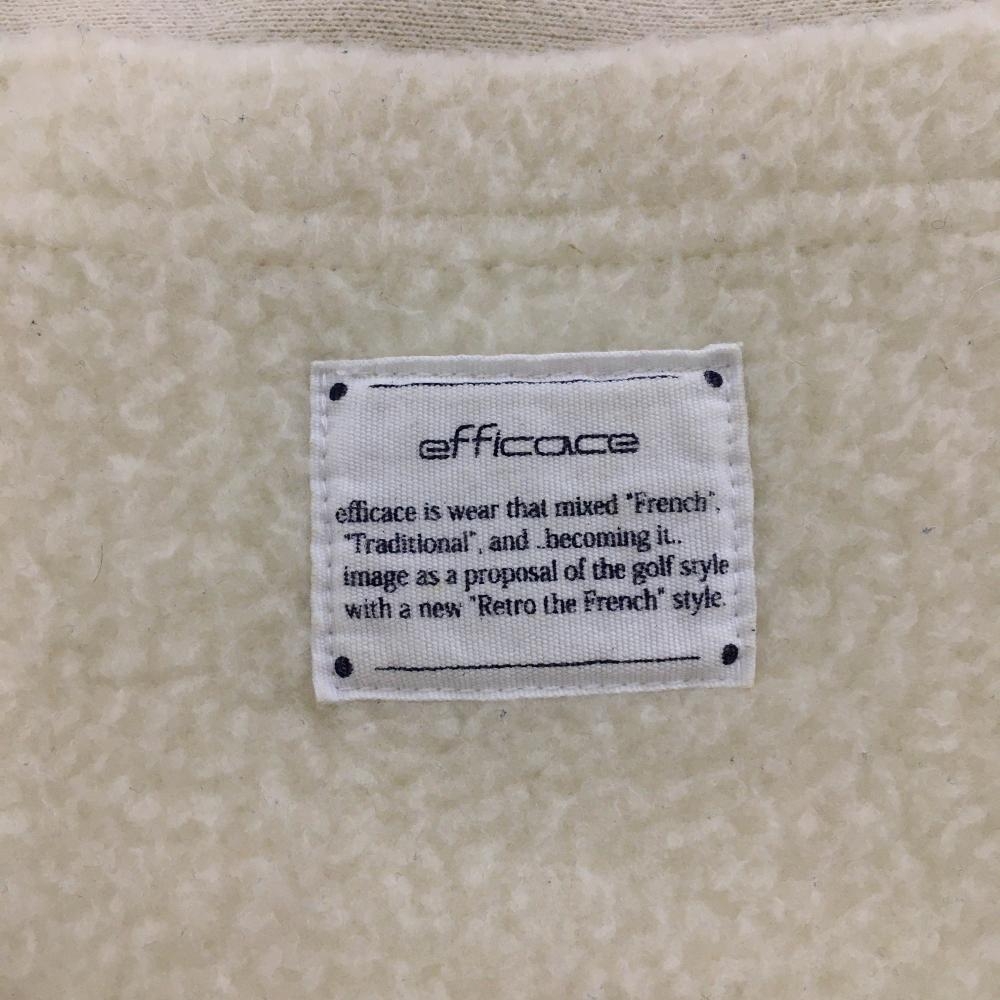 efficace
efficace is wear that mixed "French",
"Traditional", and ..becoming it..
image as a proposal of the golf style
with a new "Retro the French" style.